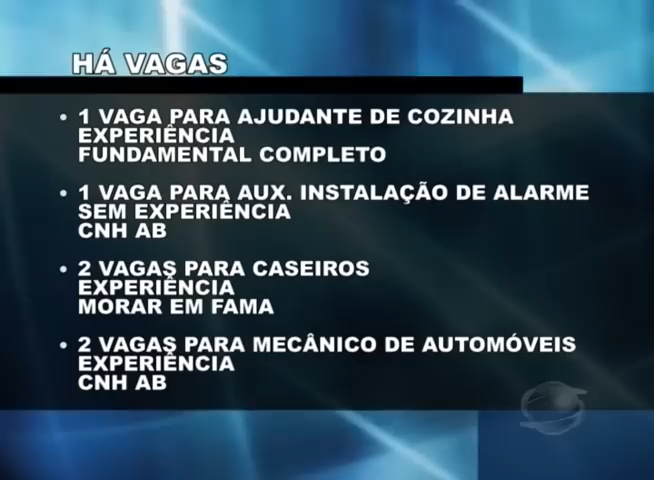 HÁ VAGAS
• 1 VAGA PARA AJUDANTE DE COZINHA
EXPERIÊNCIA
FUNDAMENTAL COMPLETO
• 1 VAGA PARA AUX. INSTALAÇÃO DE ALARME
SEM EXPERIÊNCIA
CNH AB
• 2 VAGAS PARA CASEIROS
EXPERIÊNCIA
MORAR EM FAMA
• 2 VAGAS PARA MECÂNICO DE AUTOMÓVEIS
EXPERIÊNCIA
CNH AB